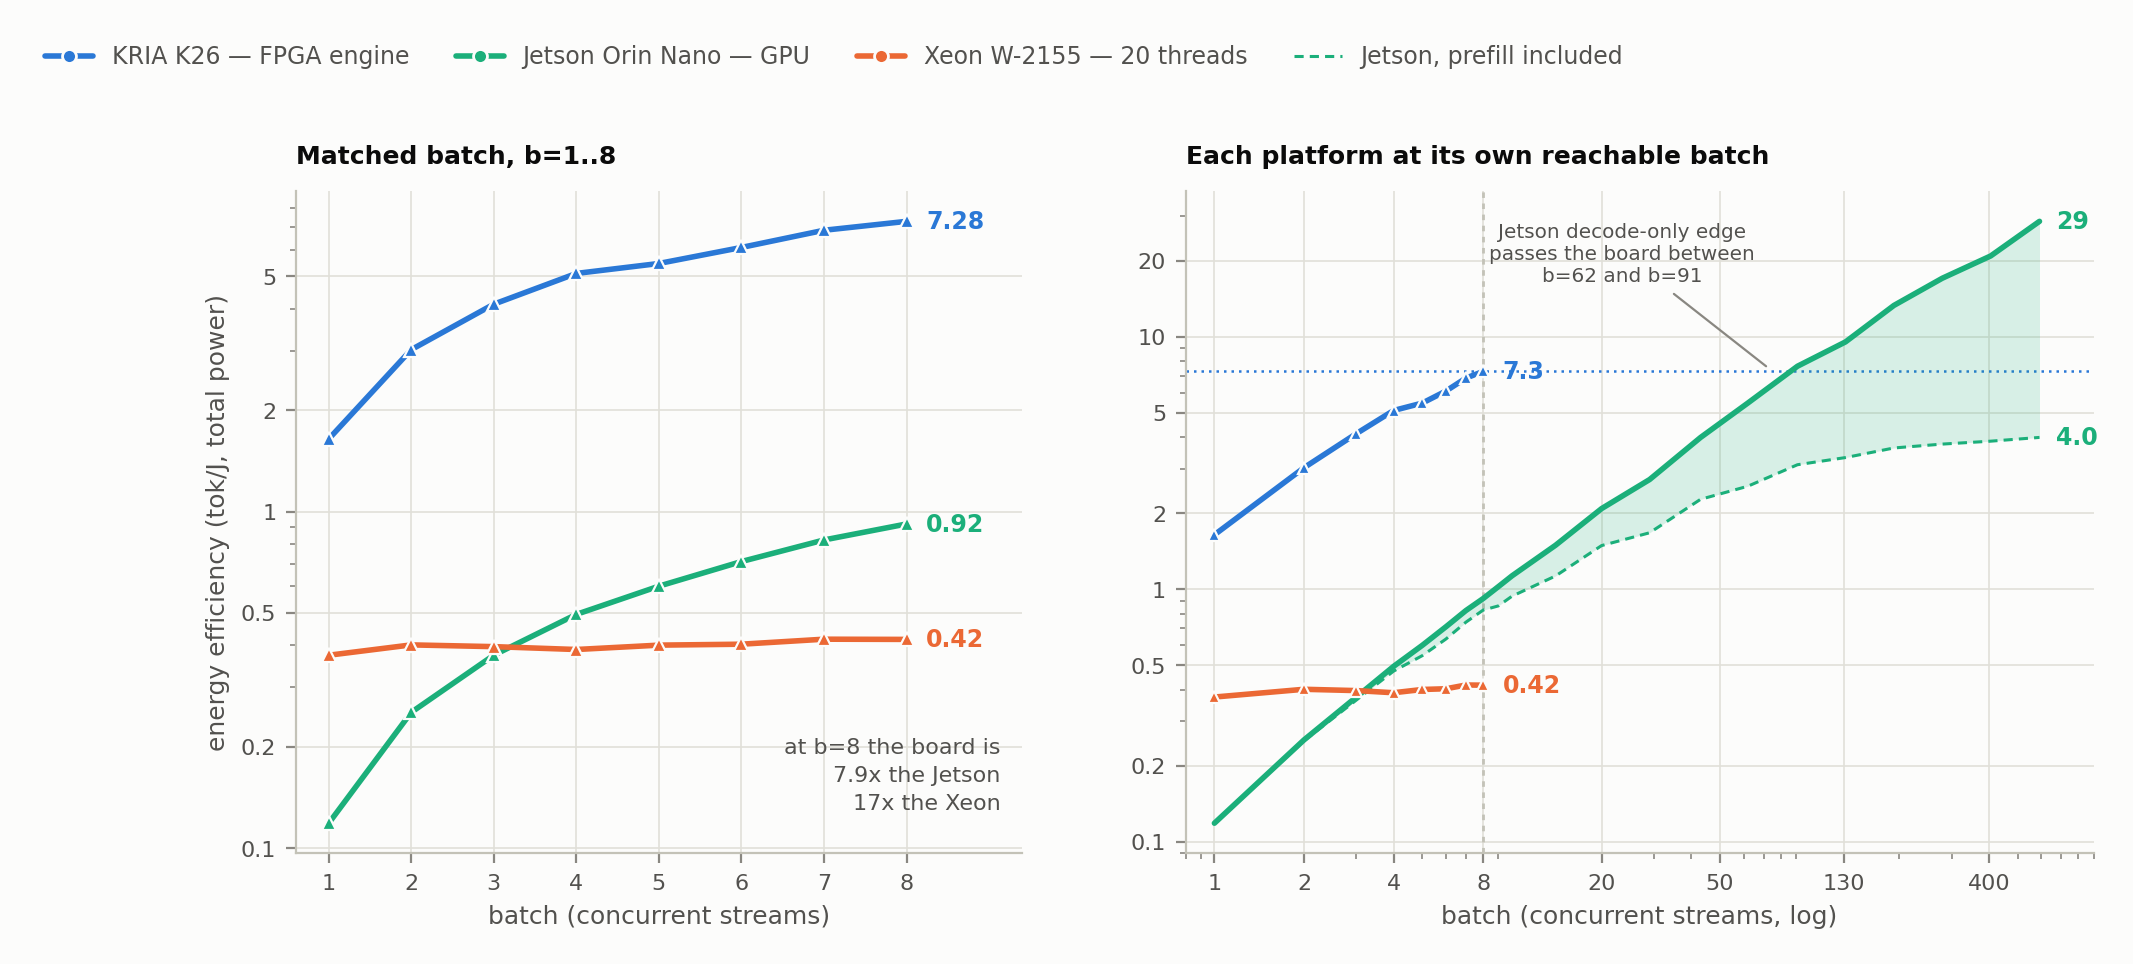 KRIA K26 — FPGA engine
Jetson Orin Nano — GPU
Xeon W-2155 — 20 threads
Jetson, prefill included
Matched batch, b=1..8
energy efficiency (tok/J, total power)
5
2
1
0.5
0.2
0.1
7.28
0.92
0.42
at b=8 the board is
7.9x the Jetson
17x the Xeon
1 2 3 4 5 6 7 8
batch (concurrent streams)
Each platform at its own reachable batch
20
10
5
2
1
0.5
0.2
0.1
Jetson decode-only edge
passes the board between
b=62 and b=91
29
7.3
4.0
0.42
1 2 4 8 20 50 130 400
batch (concurrent streams, log)